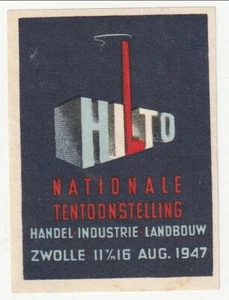 HILTO
NATIONALE
TENTOONSTELLING
HANDEL·INDUSTRIE·LANDBOUW
ZWOLLE 11 T/M 16 AUG. 1947